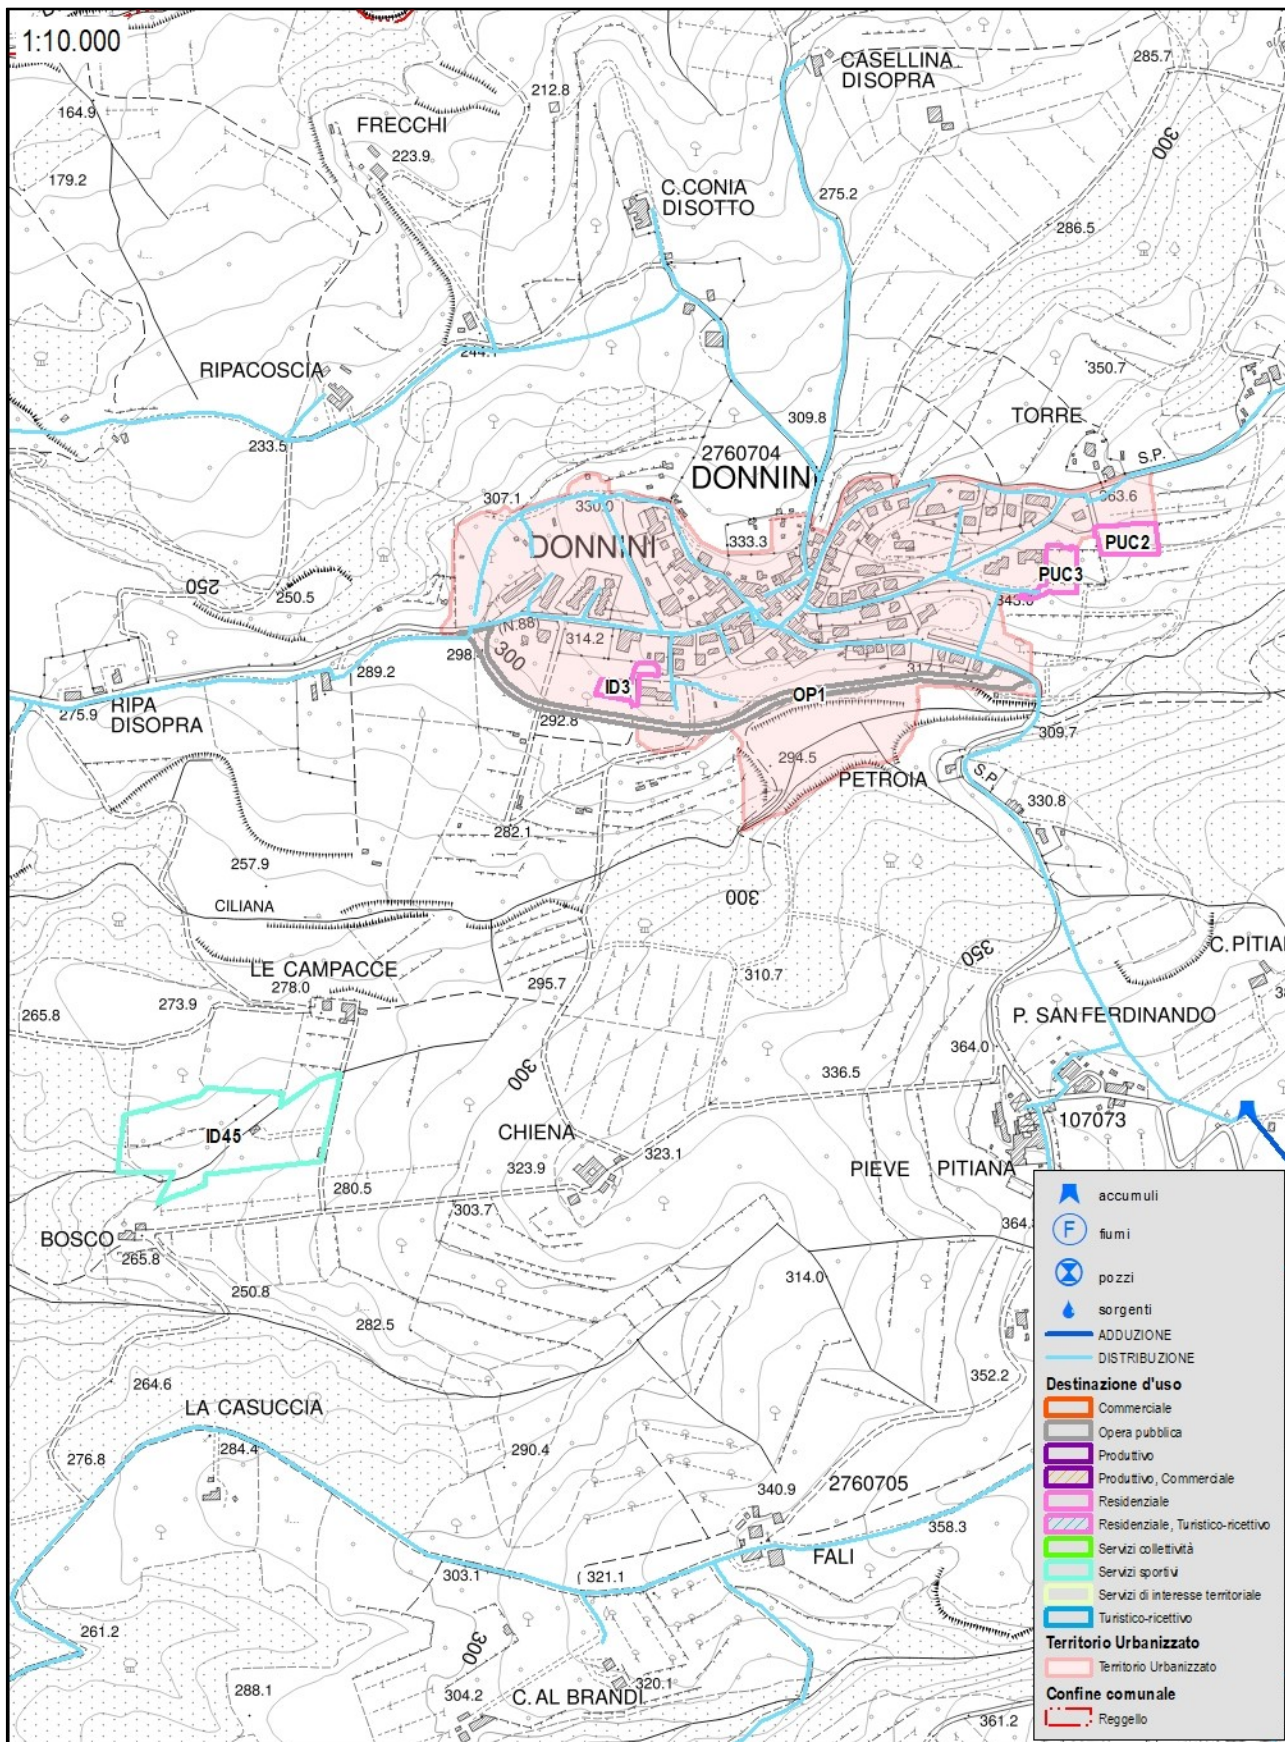 1:10.000
CASELLINA
DISOPRA
285.7
164.9
212.8
FRECCHI
223.9
300
179.2
C.CONIA
DISOTTO
275.2
286.5
RIPACOSCIA
350.7
309.8
TORRE
233.5
2760704
DONNINI
S.P.
307.1
330.0
363.6
DONNINI
333.3
PUC2
PUC3
250
250.5
(N.88)
314.2
300
289.2
ID3
317.1
OP1
275.9
RIPA
DISOPRA
292.8
309.7
294.5
PETROIA
S.P.
330.8
282.1
257.9
300
CILIANA
350
LE CAMPACCE
278.0
295.7
310.7
273.9
265.8
P. SAN FERDINANDO
364.0
300
336.5
ID45
CHIENA
107073
323.9
323.1
PIEVE PITIANA
280.5
303.7
BOSCO
265.8
250.8
314.0
282.5
352.2
264.6
LA CASUCCIA
276.8
284.4
290.4
340.9
2760705
358.3
FALI
303.1
321.1
261.2
300
288.1
304.2
C. AL BRANDI
320.1
361.2
accumuli
F fiumi
pozzi
sorgenti
ADDUZIONE
DISTRIBUZIONE
Destinazione d'uso
Commerciale
Opera pubblica
Produttivo
Produttivo, Commerciale
Residenziale
Residenziale, Turistico-ricettivo
Servizi collettività
Servizi sportivi
Servizi di interesse territoriale
Turistico-ricettivo
Territorio Urbanizzato
Territorio Urbanizzato
Confine comunale
Reggello